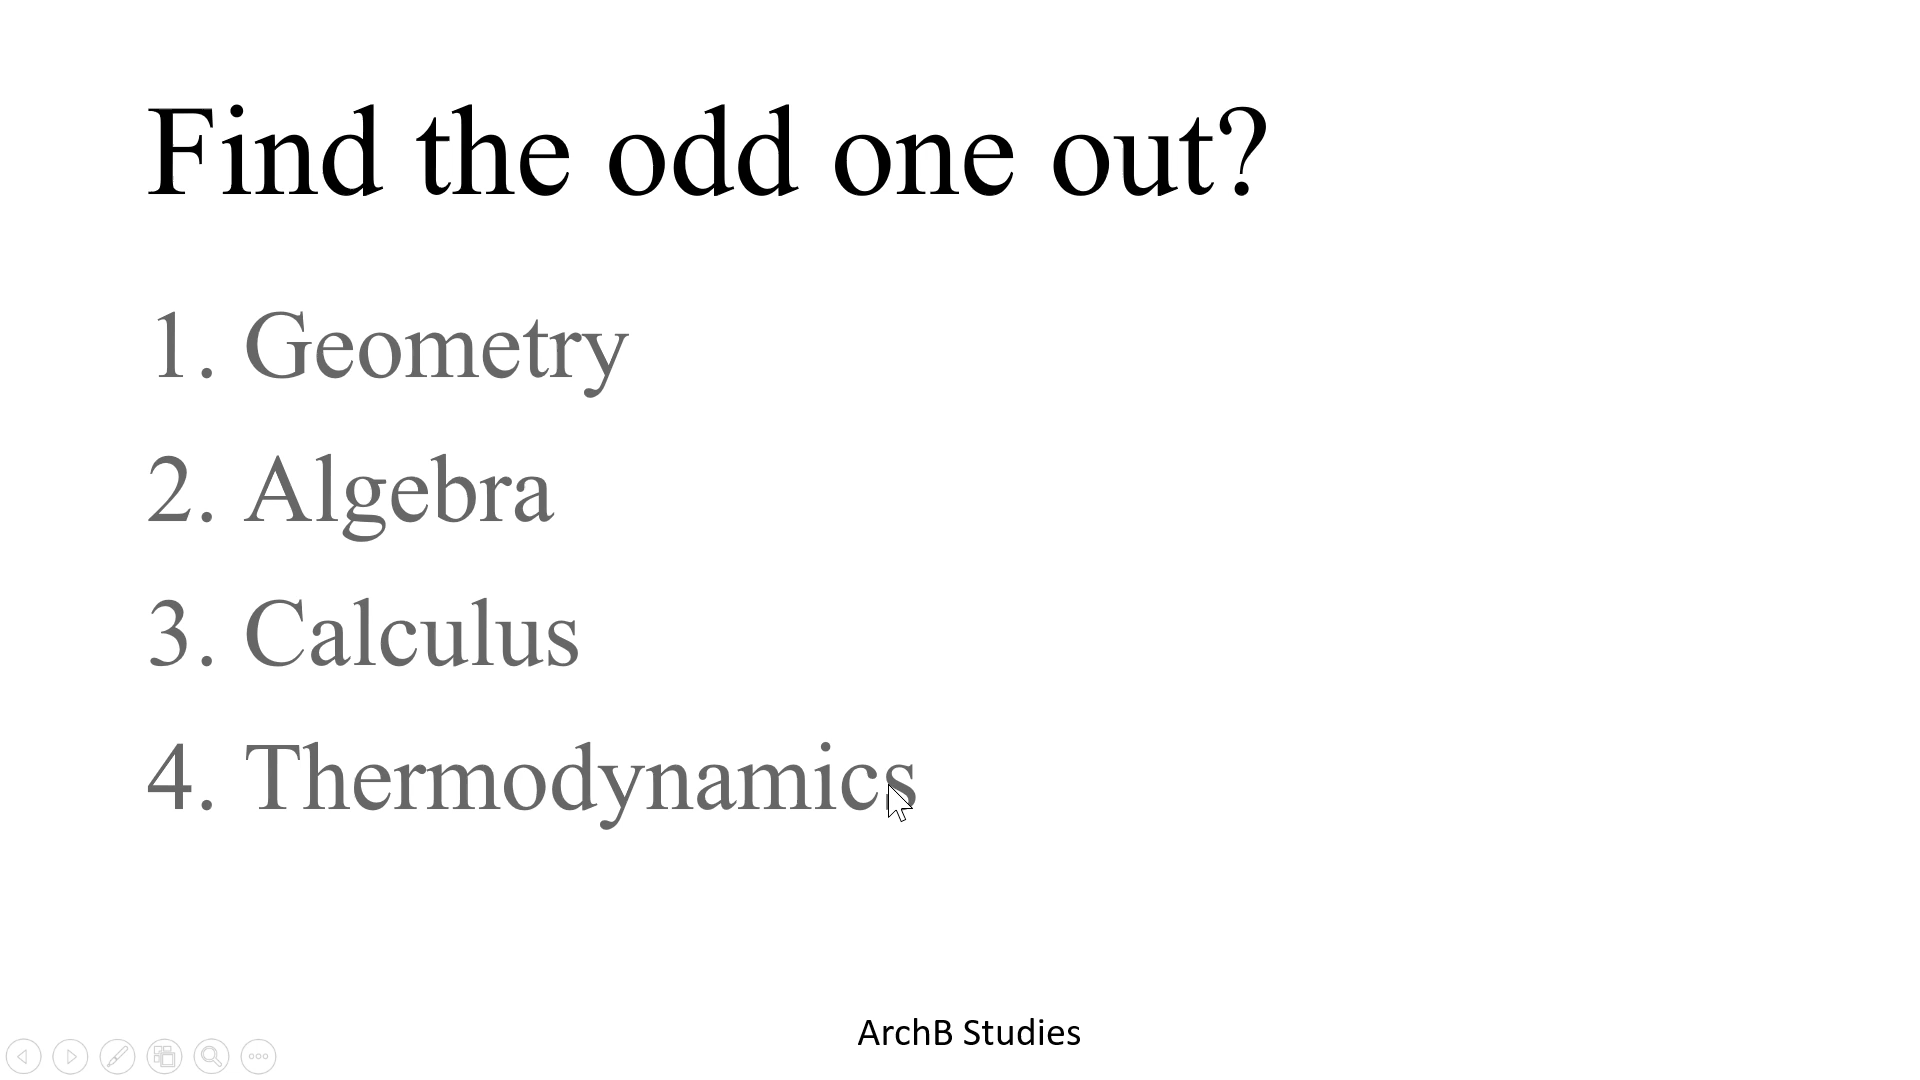 Find the odd one out?
1. Geometry
2. Algebra
3. Calculus
4. Thermodynamics
ArchB Studies